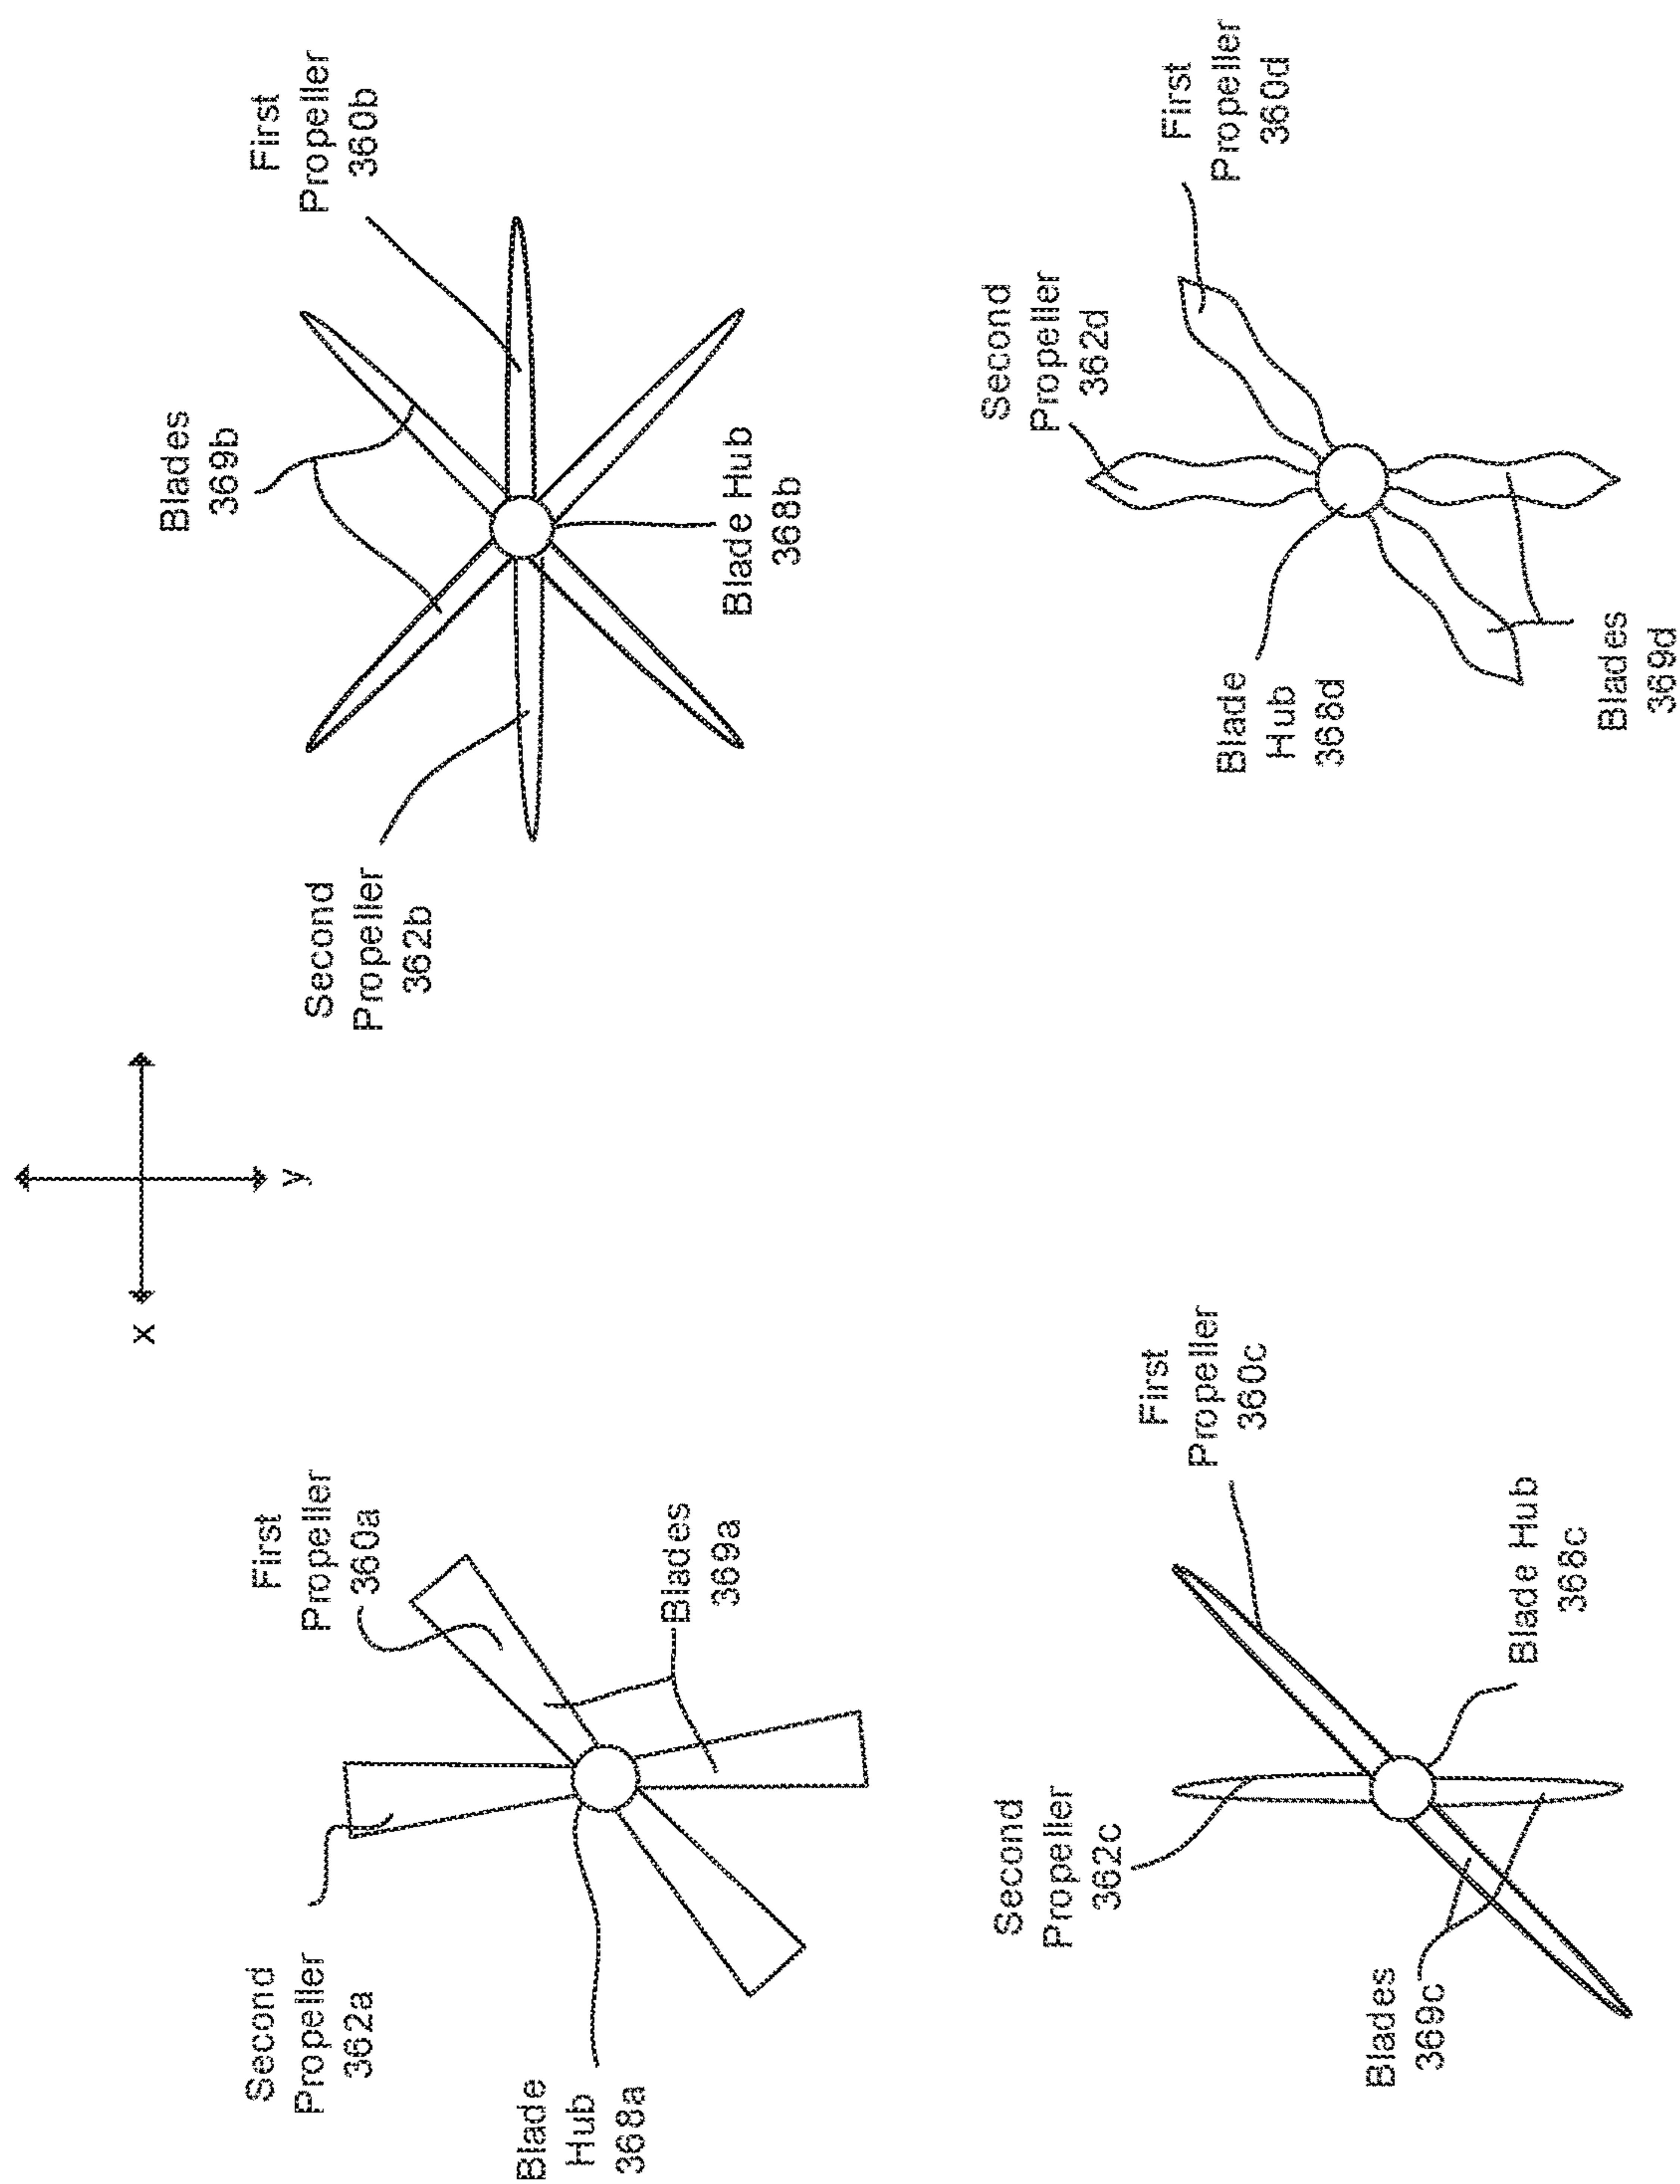 x
y
Second
Propeller
362a
First
Propeller
360a
Blade
Hub
368a
Blades
369a
Second
Propeller
362b
Blades
369b
First
Propeller
360b
Blade Hub
368b
Second
Propeller
362c
First
Propeller
360c
Blades
369c
Blade Hub
368c
Second
Propeller
362d
First
Propeller
360d
Blade
Hub
368d
Blades
369d